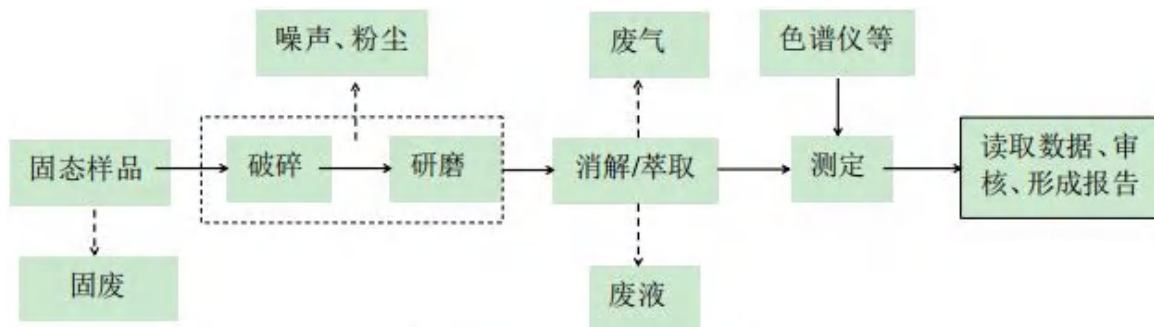 噪声、粉尘
废气
色谱仪等
固态样品
破碎
研磨
消解/萃取
测定
读取数据、审
核、形成报告
固废
废液